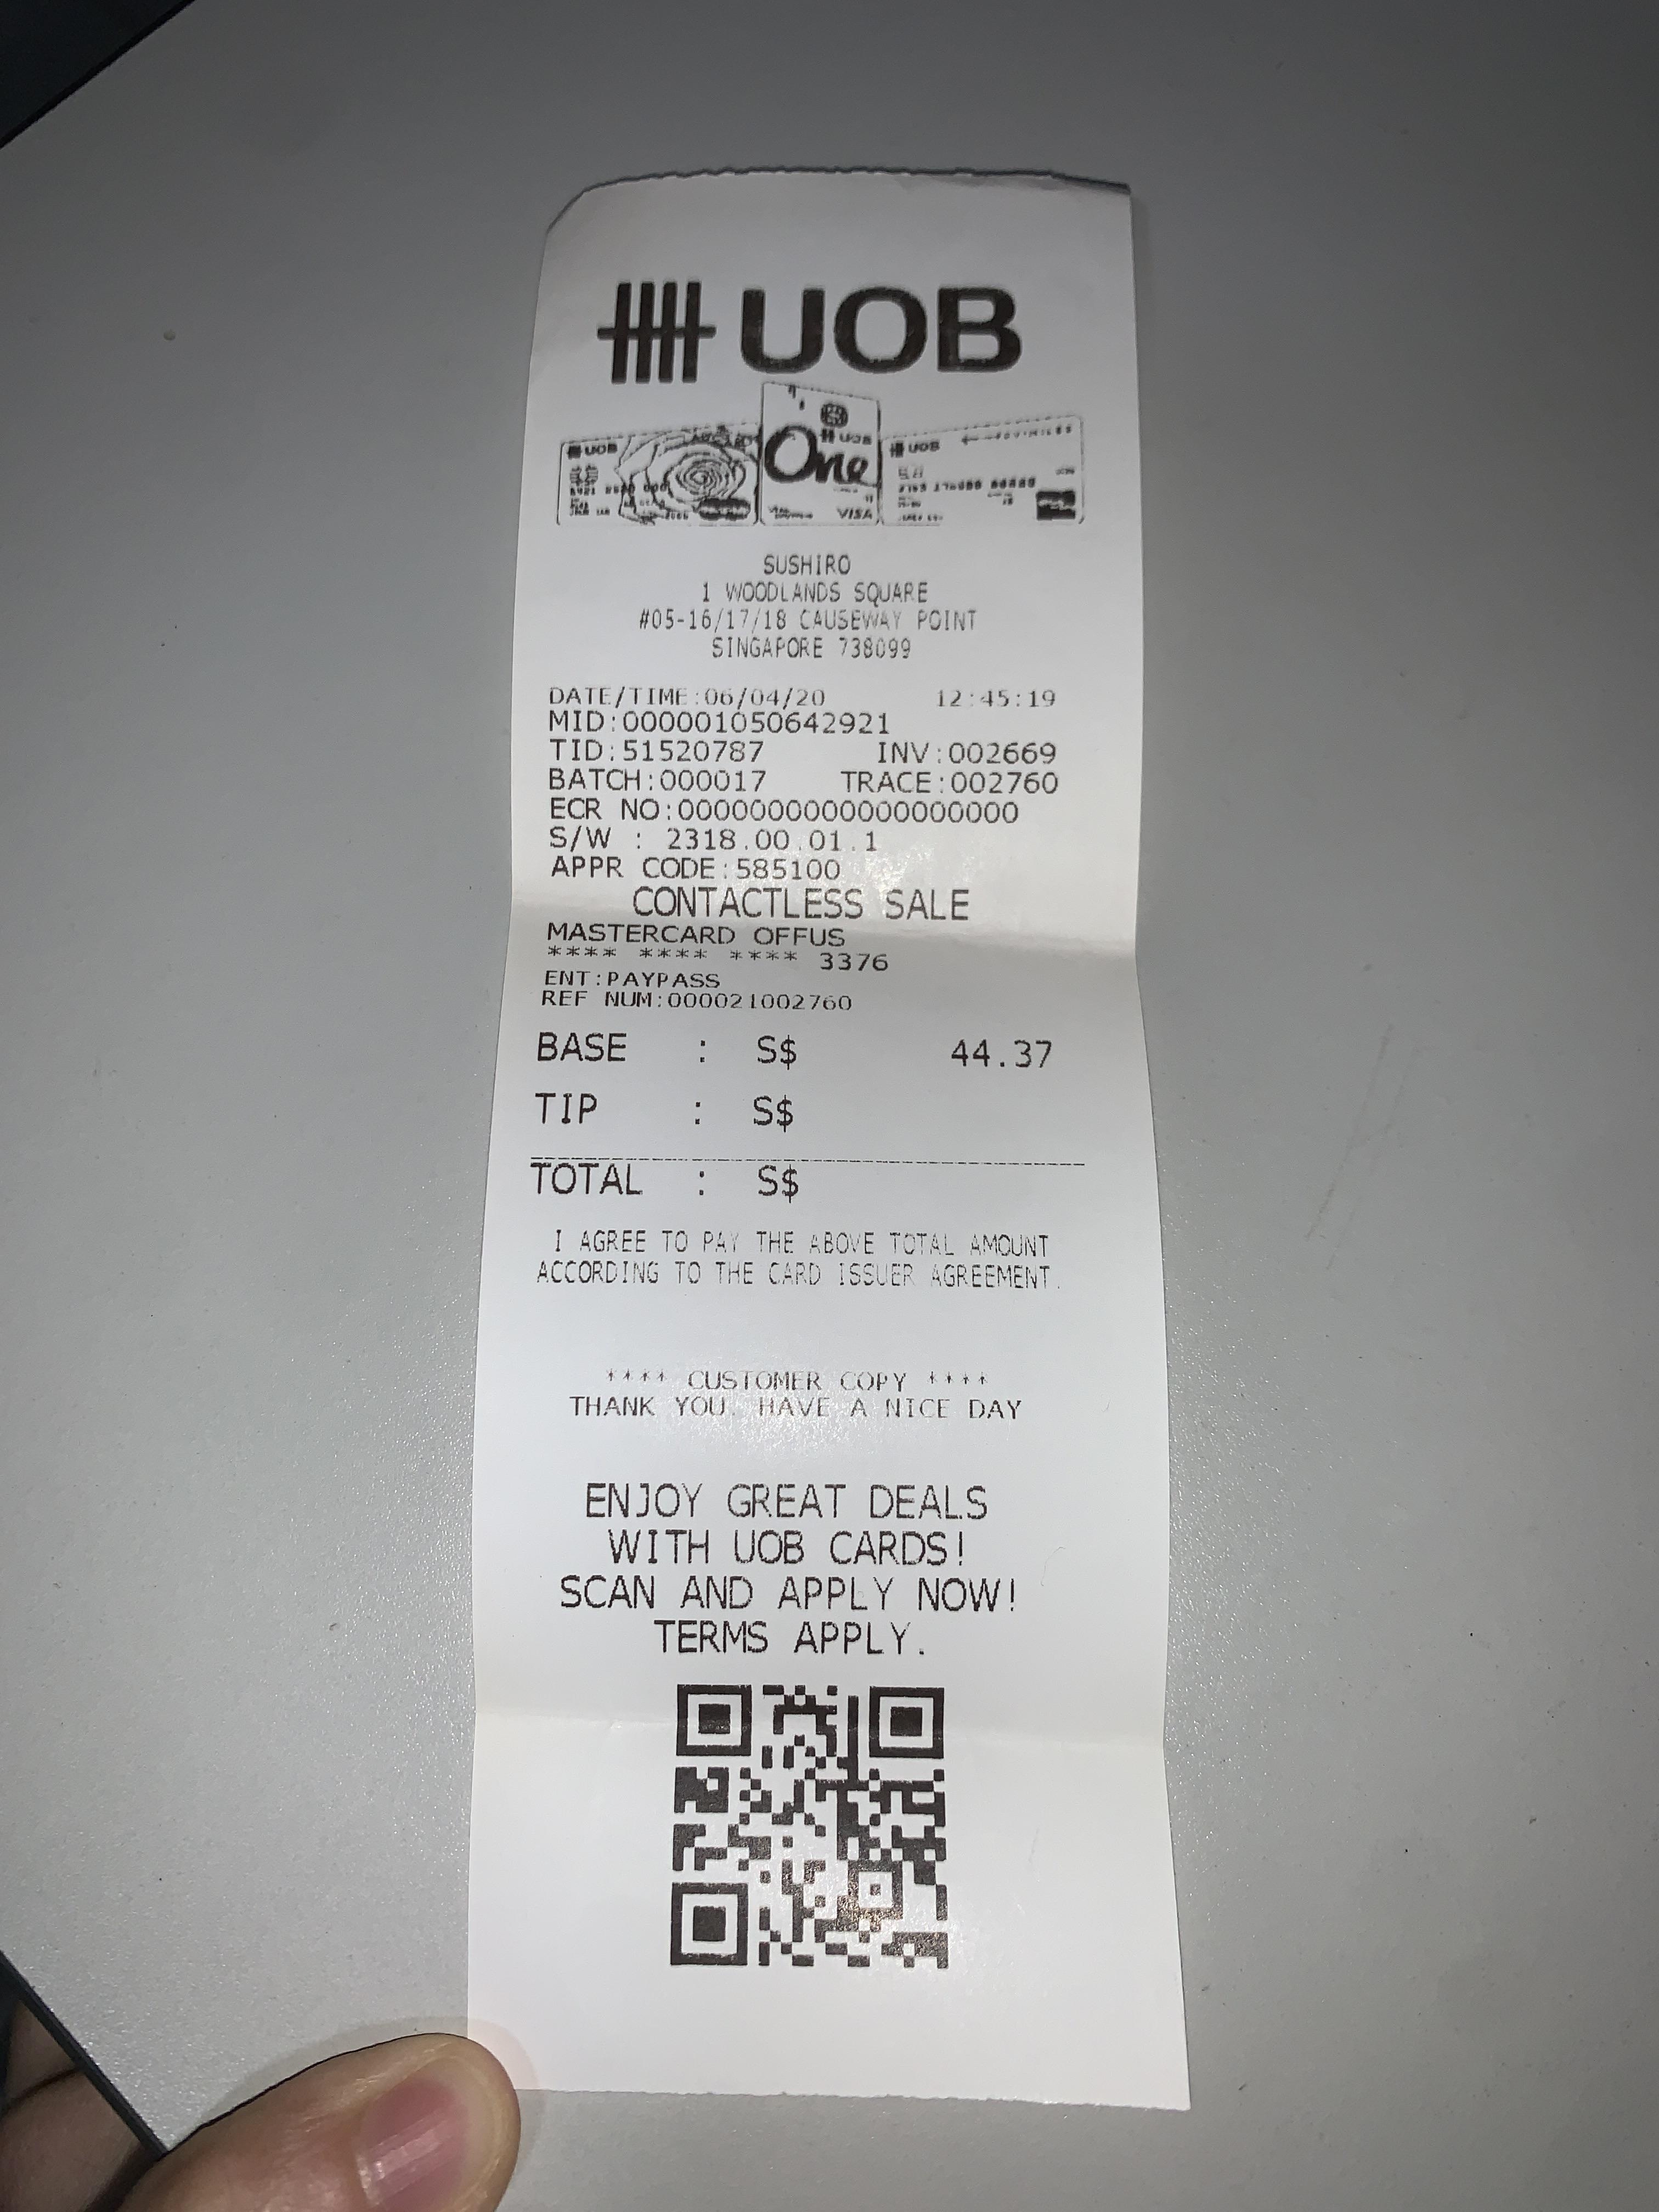 UOB
UOB
UOB
One
VISA
UOB
SUSHIRO
1 WOODLANDS SQUARE
#05-16/17/18 CAUSEWAY POINT
SINGAPORE 738099
DATE/TIME:06/04/20 12:45:19
MID:000001050642921
TID:51520787 INV:002669
BATCH:000017 TRACE:002760
ECR NO:0000000000000000000
S/W : 2318.00.01.1
APPR CODE:585100
CONTACTLESS SALE
MASTERCARD OFFUS
**** **** **** 3376
ENT:PAYPASS
REF NUM:000021002760
BASE : S$ 44.37
TIP : S$
TOTAL : S$
I AGREE TO PAY THE ABOVE TOTAL AMOUNT
ACCORDING TO THE CARD ISSUER AGREEMENT.
**** CUSTOMER COPY ****
THANK YOU. HAVE A NICE DAY
ENJOY GREAT DEALS
WITH UOB CARDS!
SCAN AND APPLY NOW!
TERMS APPLY.